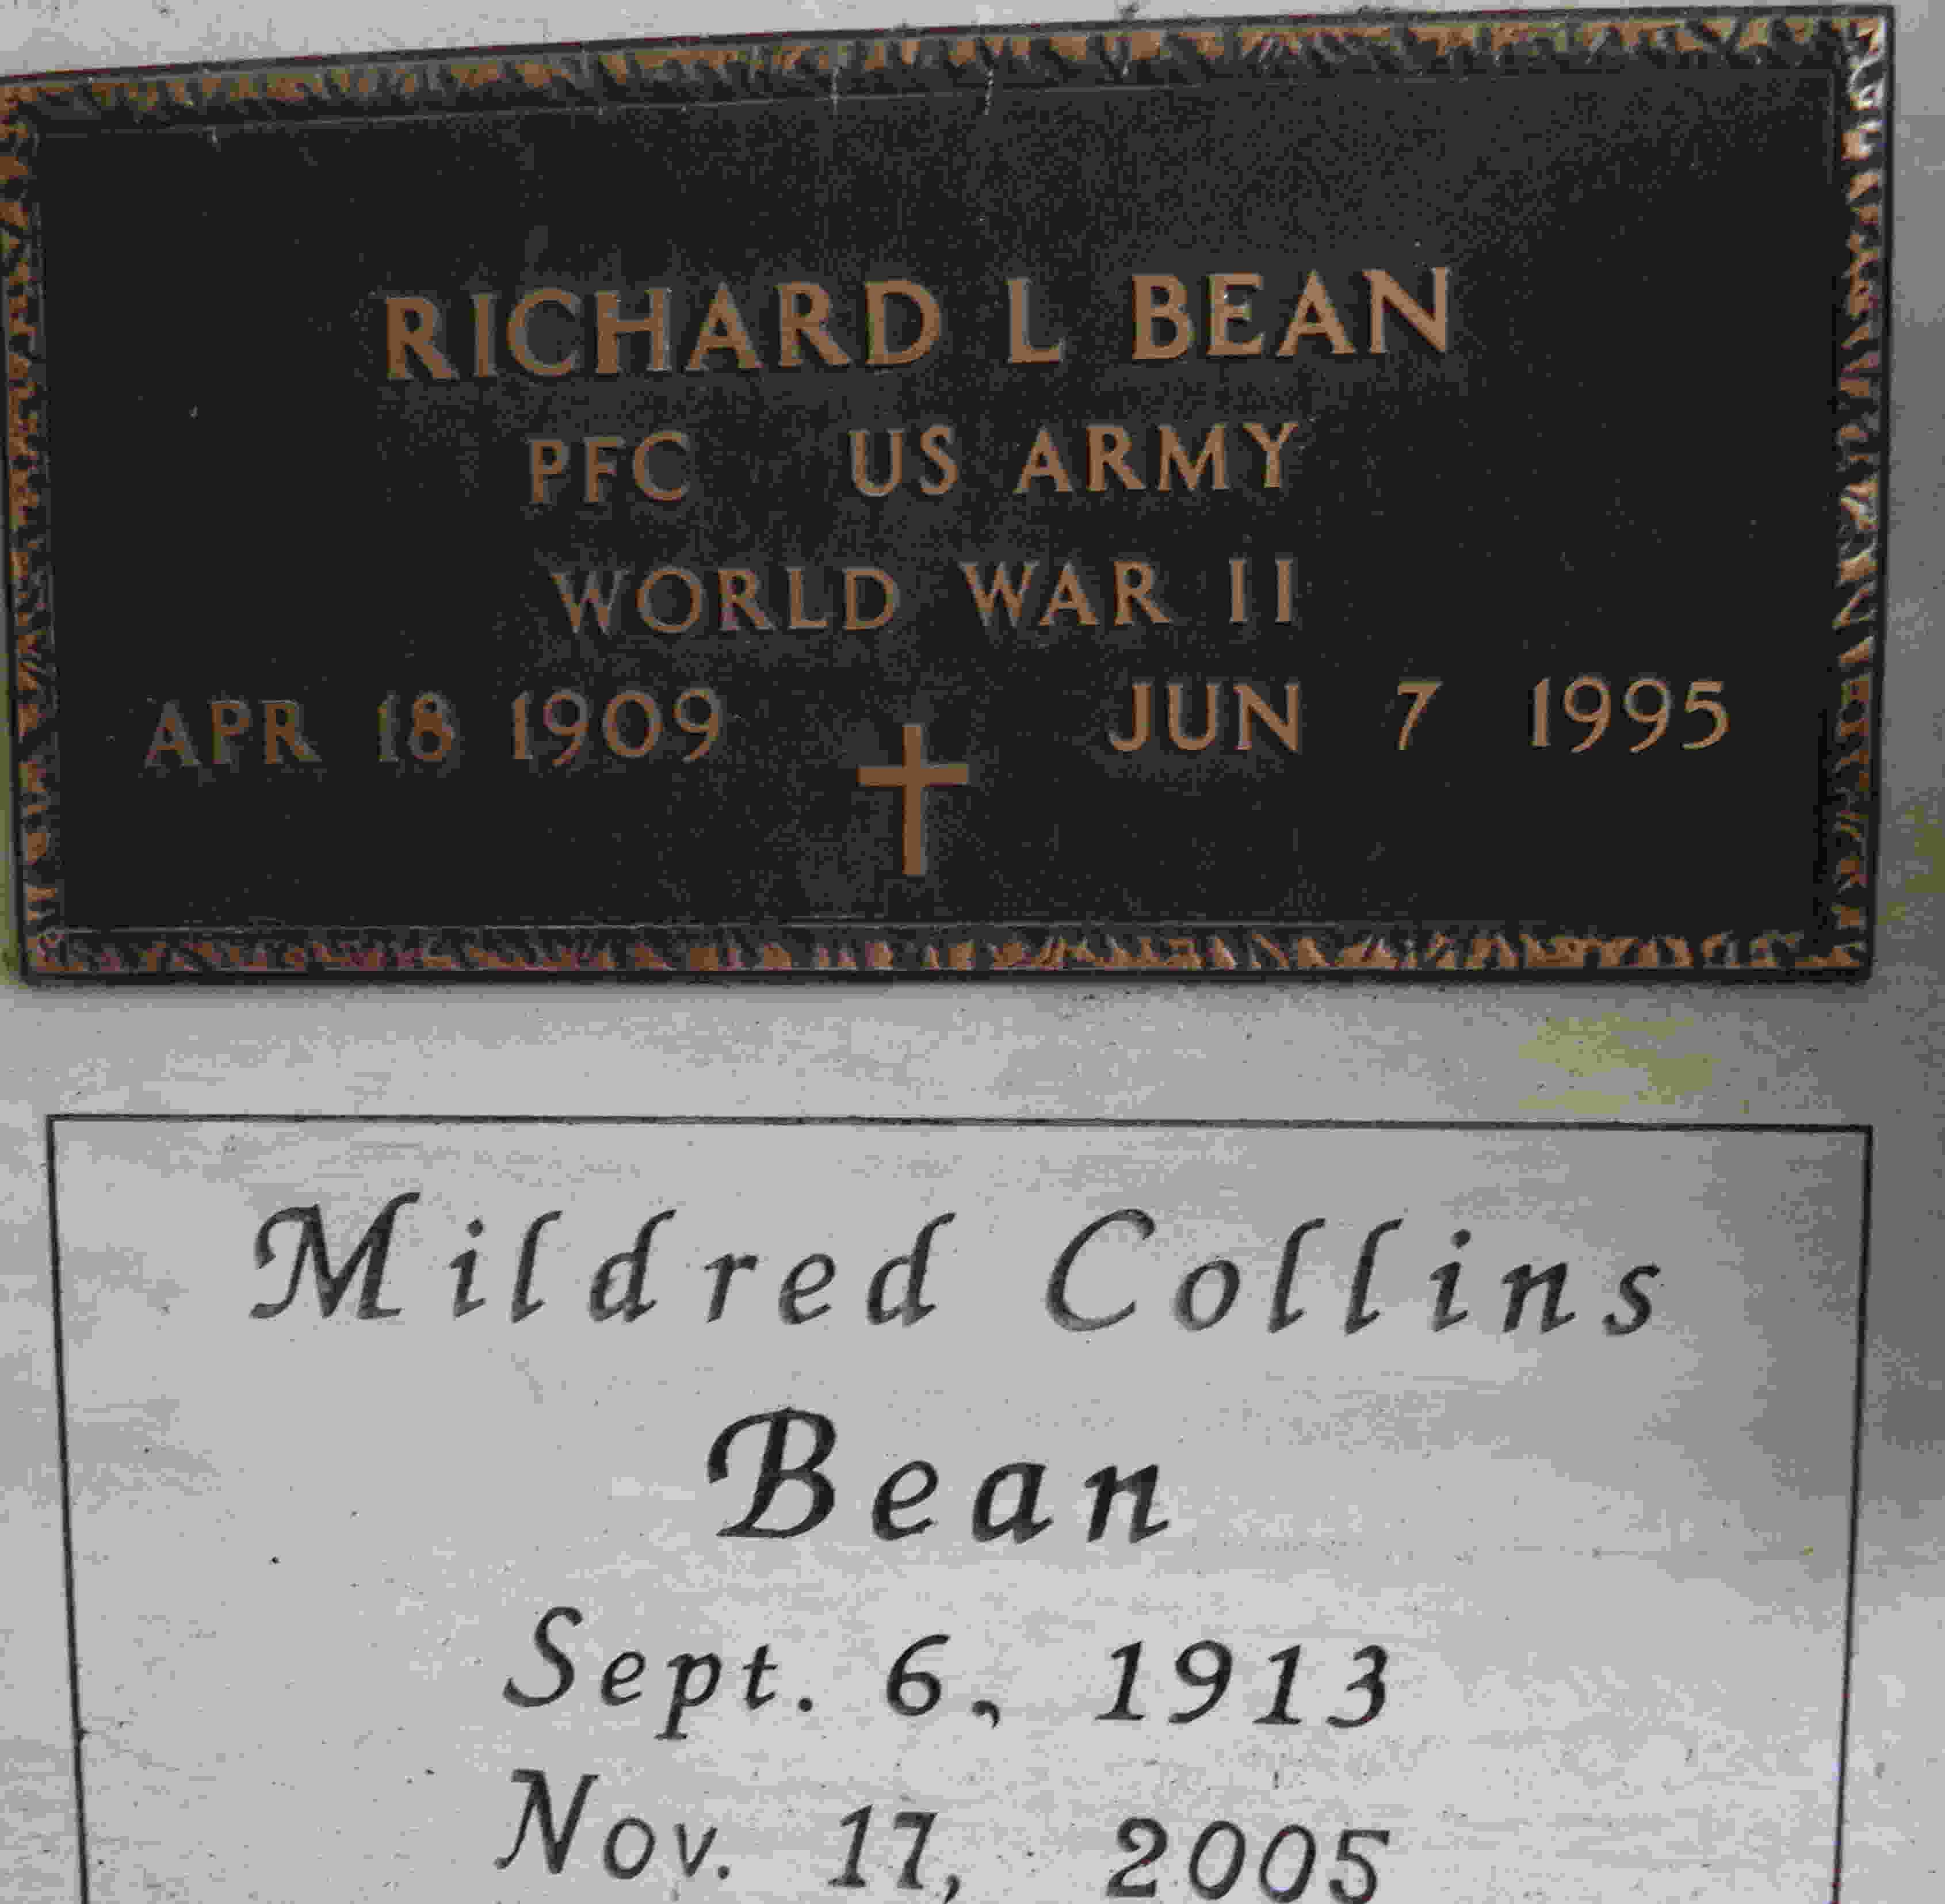 RICHARD L BEAN
PFC US ARMY
WORLD WAR II
APR 18 1909 JUN 7 1995
Mildred Collins
Bean
Sept. 6, 1913
Nov. 17, 2005